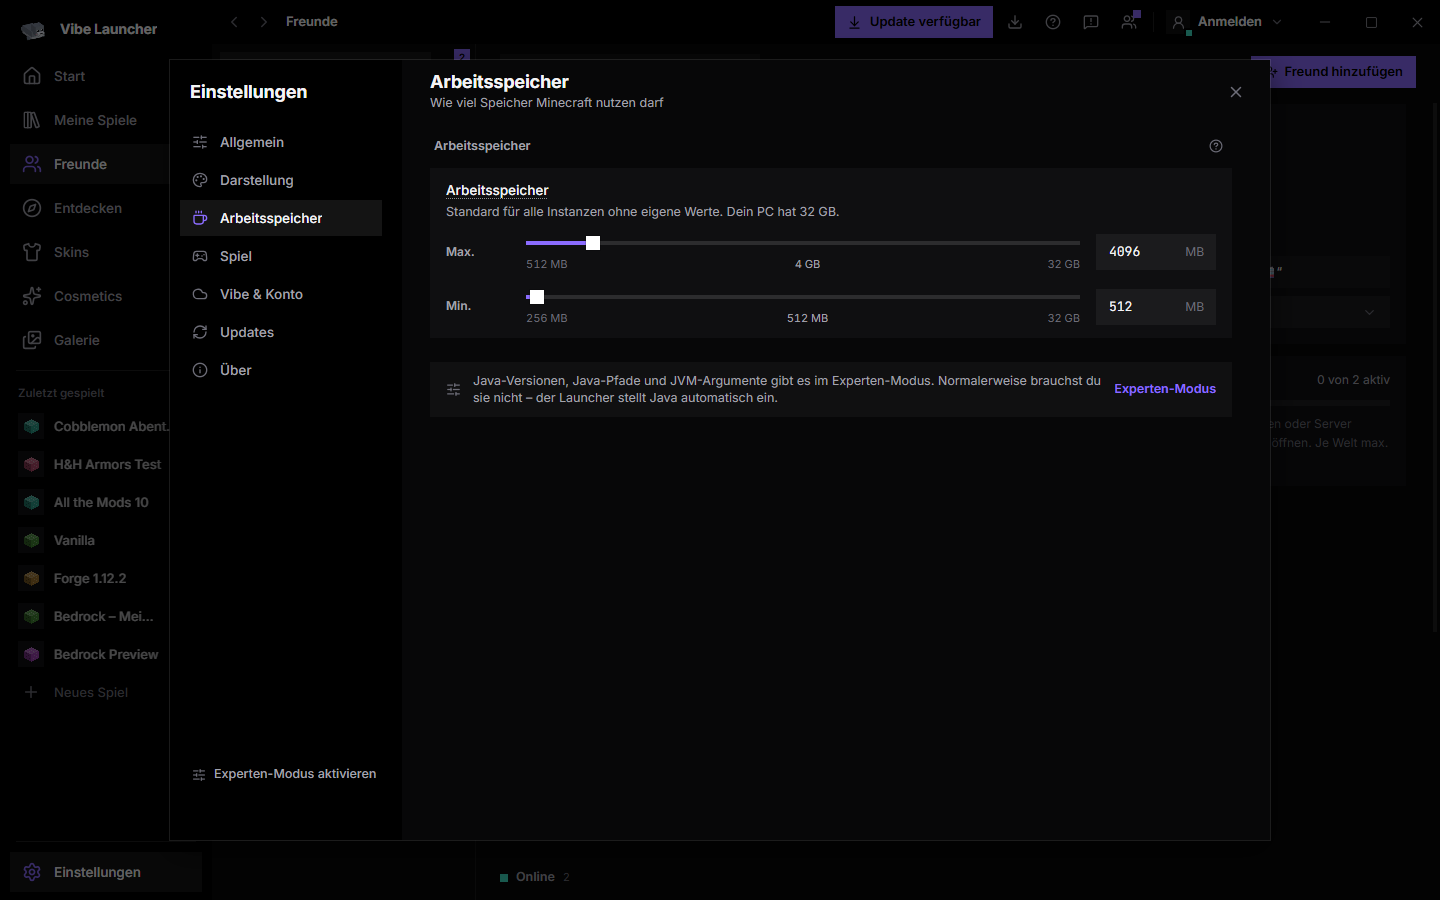 Vibe Launcher
Freunde
Update verfügbar
Anmelden
Start
Meine Spiele
Freunde
Entdecken
Skins
Cosmetics
Galerie
Zuletzt gespielt
Cobblemon Abent.
H&H Armors Test
All the Mods 10
Vanilla
Forge 1.12.2
Bedrock – Mei...
Bedrock Preview
Neues Spiel
Einstellungen
Einstellungen
Allgemein
Darstellung
Arbeitsspeicher
Spiel
Vibe & Konto
Updates
Über
Experten-Modus aktivieren
Arbeitsspeicher
Wie viel Speicher Minecraft nutzen darf
Arbeitsspeicher
Arbeitsspeicher
Standard für alle Instanzen ohne eigene Werte. Dein PC hat 32 GB.
Max.
512 MB
4 GB
32 GB
4096 MB
Min.
256 MB
512 MB
32 GB
512 MB
Java-Versionen, Java-Pfade und JVM-Argumente gibt es im Experten-Modus. Normalerweise brauchst du
sie nicht – der Launcher stellt Java automatisch ein.
Experten-Modus
Freund hinzufügen
0 von 2 aktiv
en oder Server
öffnen. Je Welt max.
Online 2